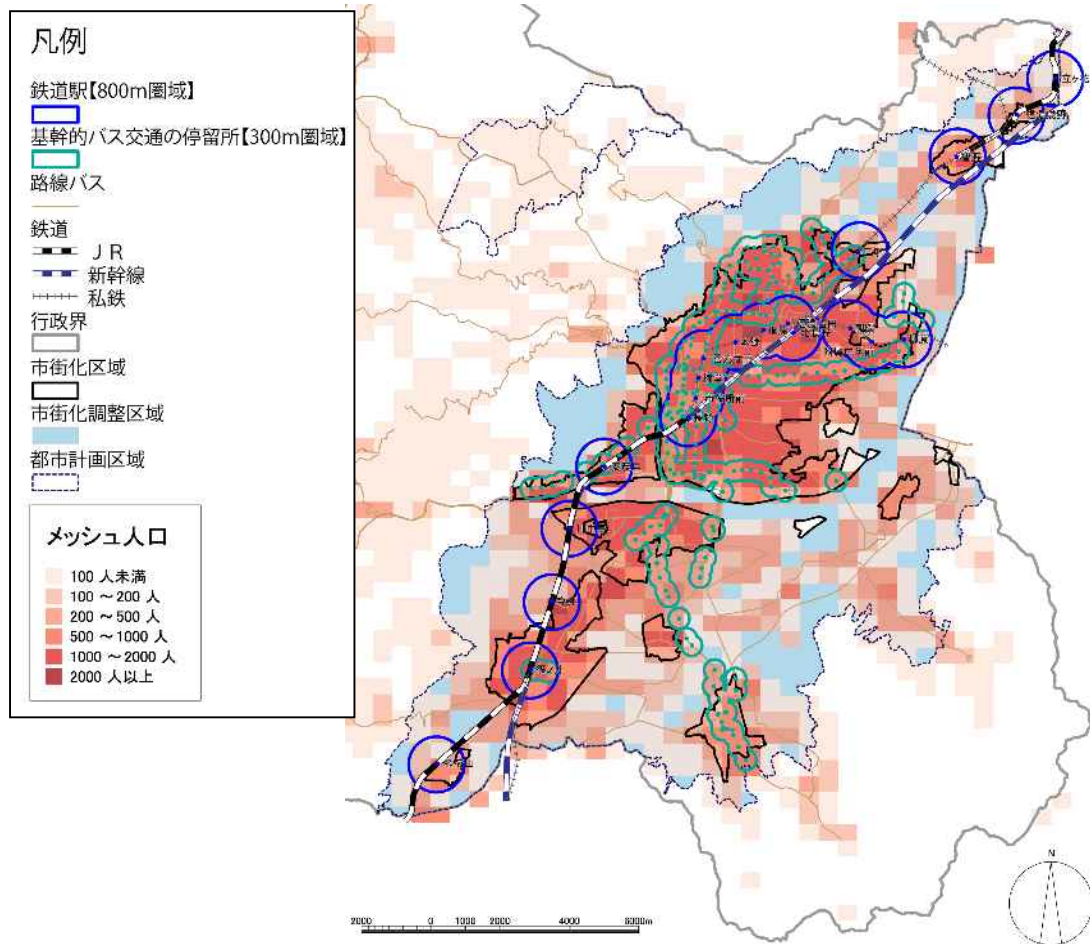 凡例
鉄道駅【800m圏域】
基幹的バス交通の停留所【300m圏域】
路線バス
鉄道
ＪＲ
新幹線
私鉄
行政界
市街化区域
市街化調整区域
都市計画区域
メッシュ人口
100 人未満
100 ～200 人
200 ～500 人
500 ～1000 人
1000 ～2000 人
2000 人以上
2000 0 1000 2000 4000 6000m
N